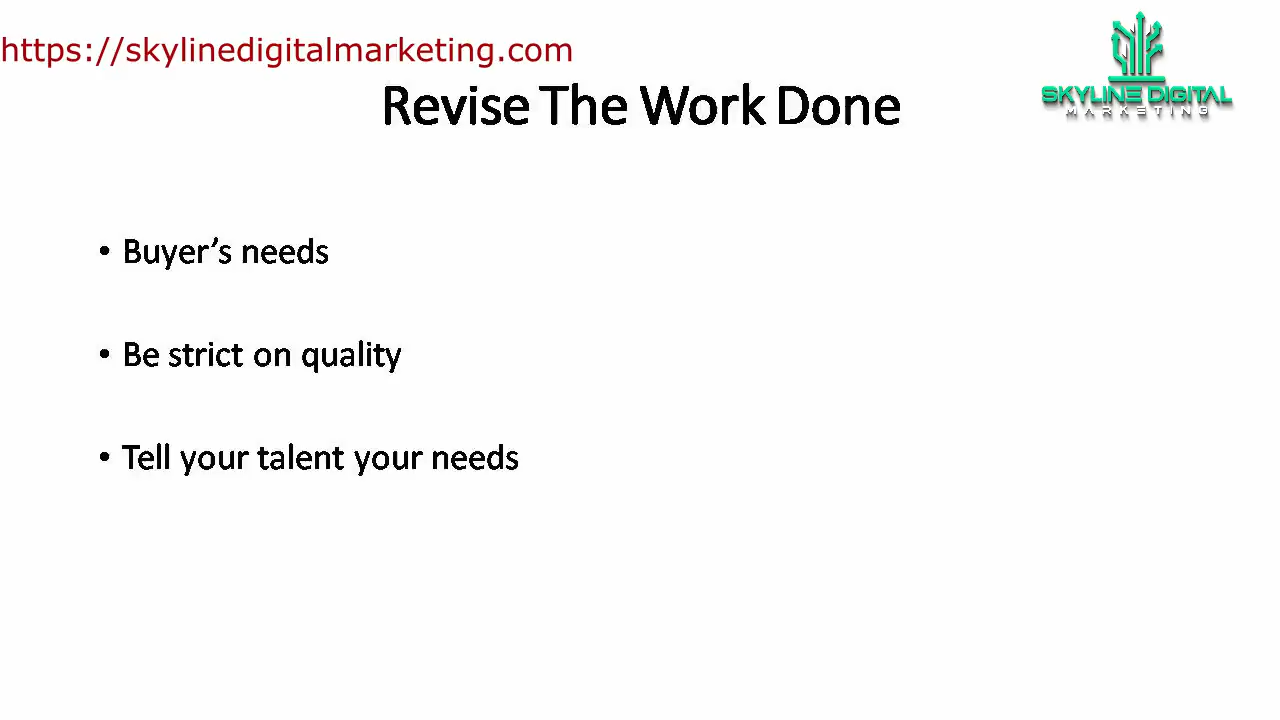 https://skylinedigitalmarketing.com
SKYLINE DIGITAL
MARKETING
Revise The Work Done
• Buyer’s needs
• Be strict on quality
• Tell your talent your needs